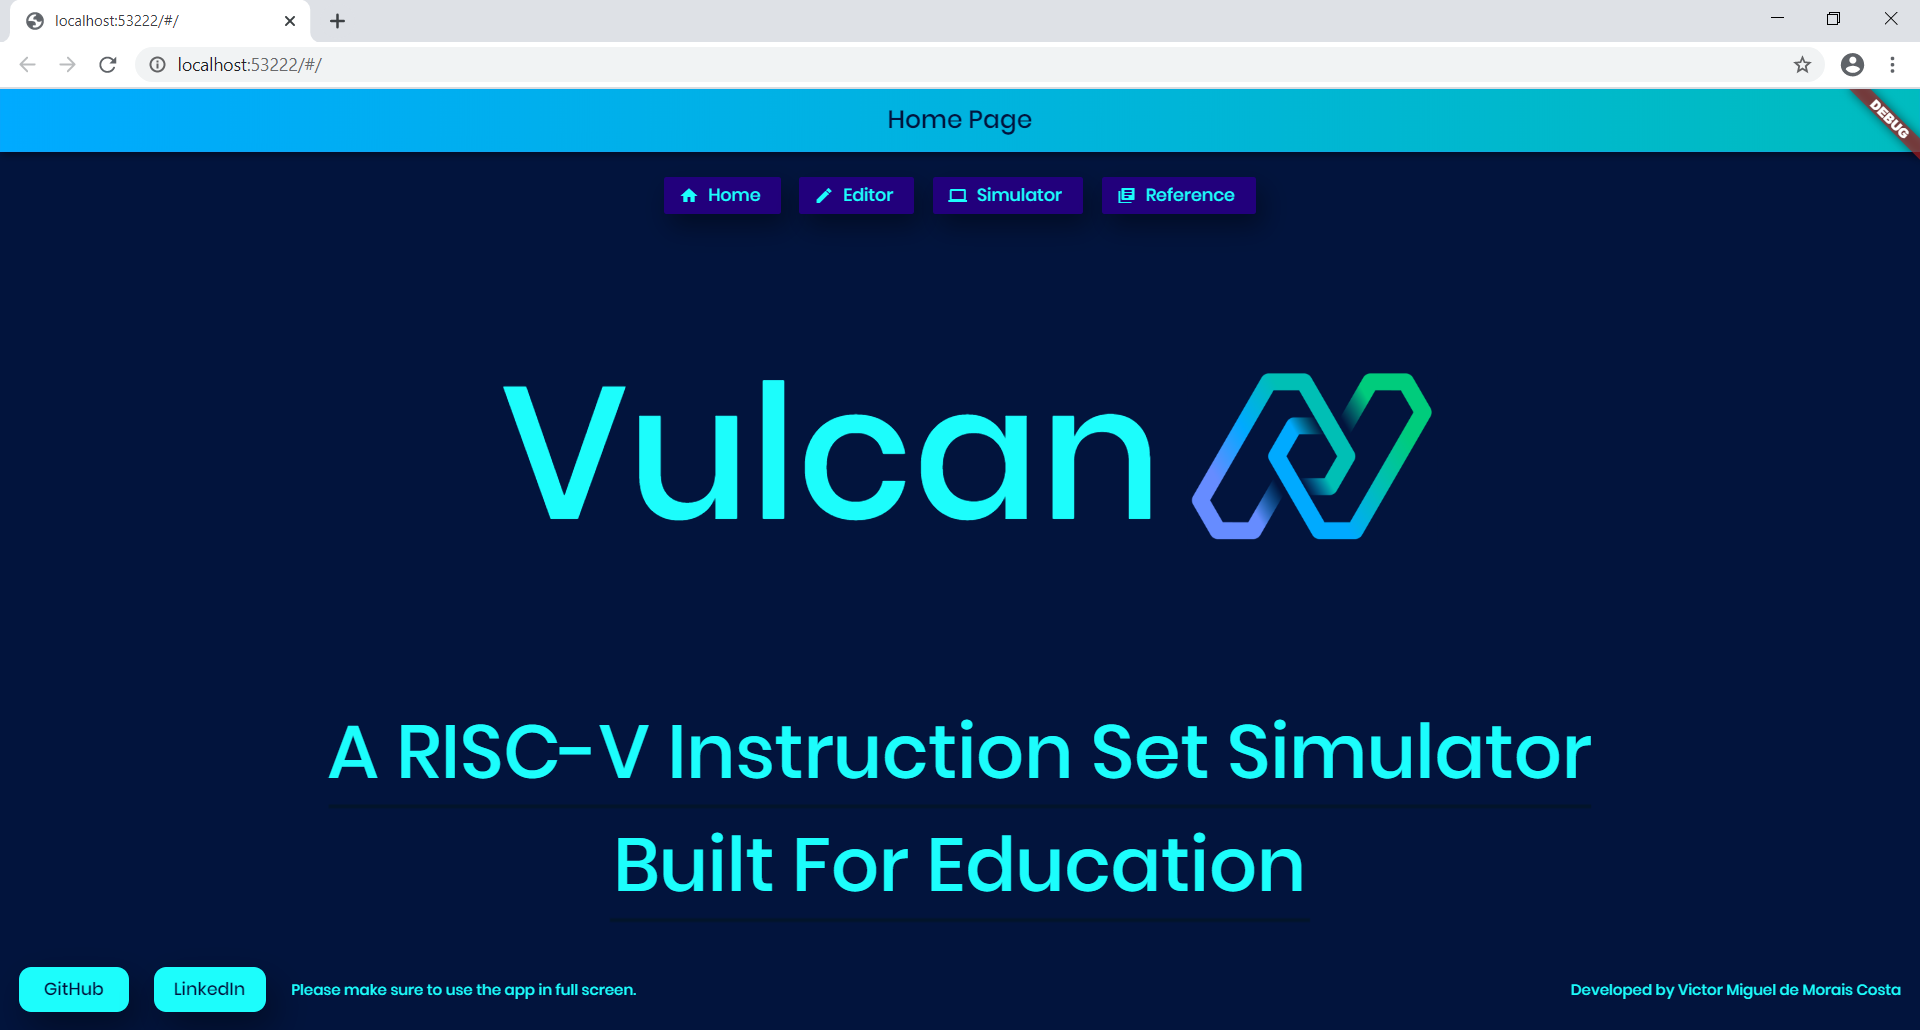 localhost:53222/#/
localhost:53222/#/
Home Page
DEBUG
Home Editor Simulator Reference
Vulcan
A RISC-V Instruction Set Simulator
Built For Education
GitHub LinkedIn Please make sure to use the app in full screen. Developed by Victor Miguel de Morais Costa